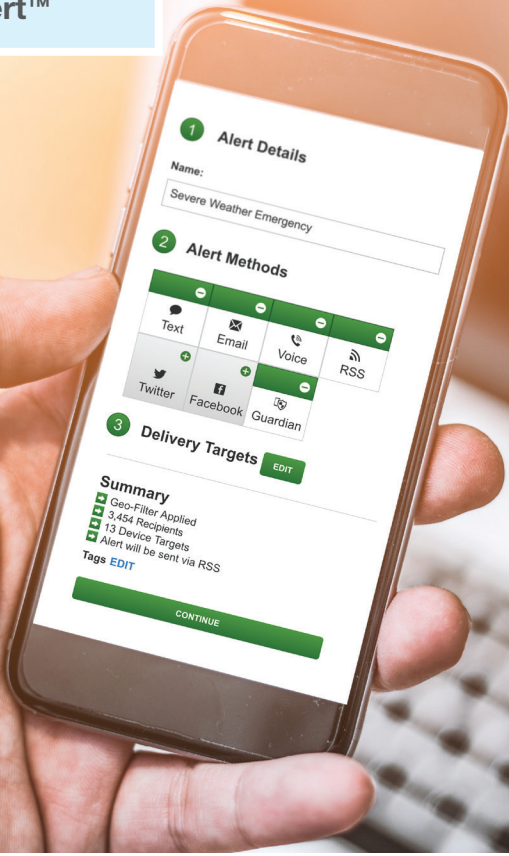 ert™
1 Alert Details
Name:
Severe Weather Emergency
2 Alert Methods
Text Email Voice RSS
Twitter Facebook Guardian
3 Delivery Targets EDIT
Summary
Geo-Filter Applied
3,454 Recipients
13 Device Targets
Alert will be sent via RSS
Tags EDIT
CONTINUE